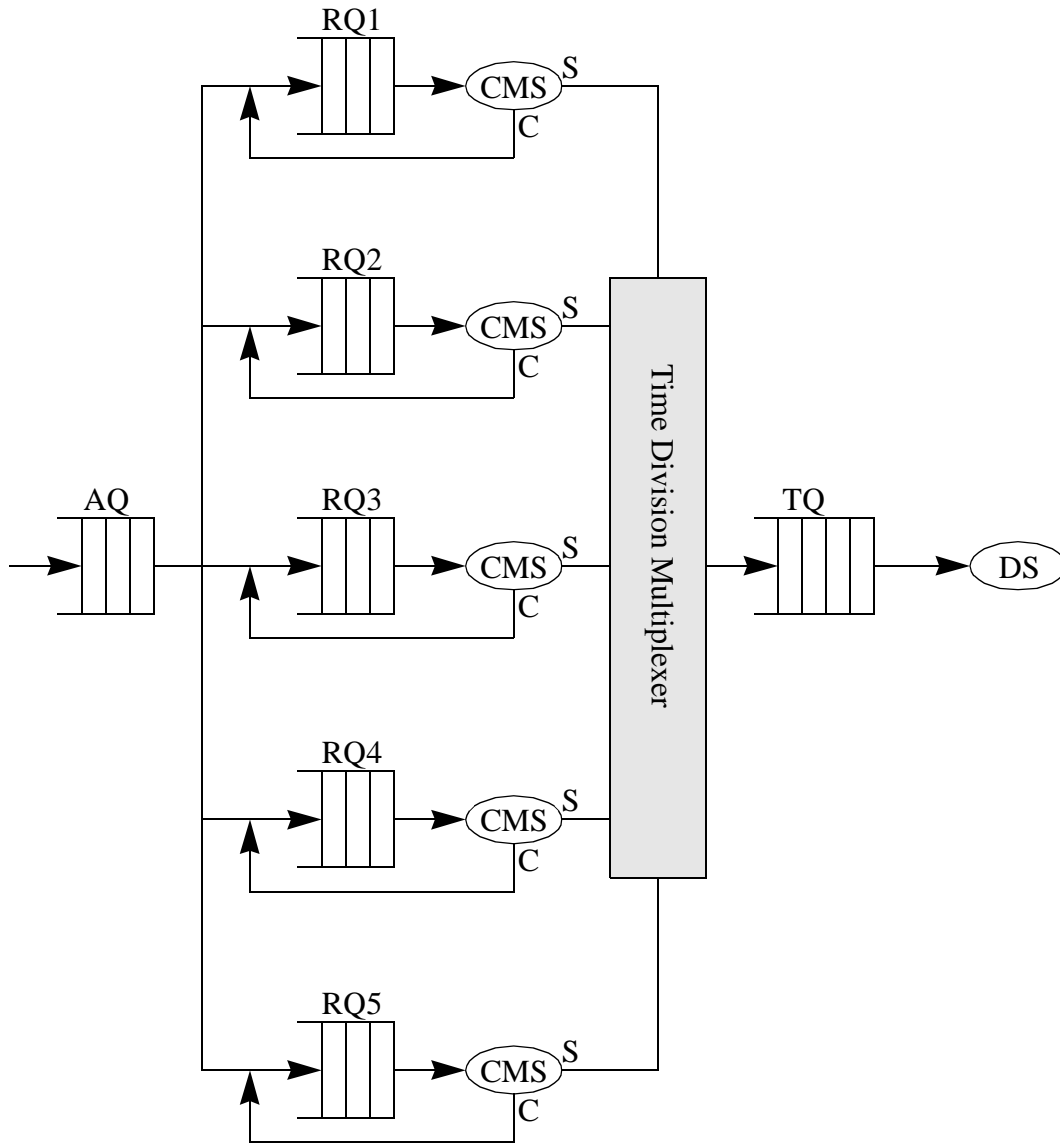 RQ1
CMS
S
C
RQ2
CMS
S
C
Time Division Multiplexer
AQ
RQ3
CMS
S
C
TQ
DS
RQ4
CMS
S
C
RQ5
CMS
S
C